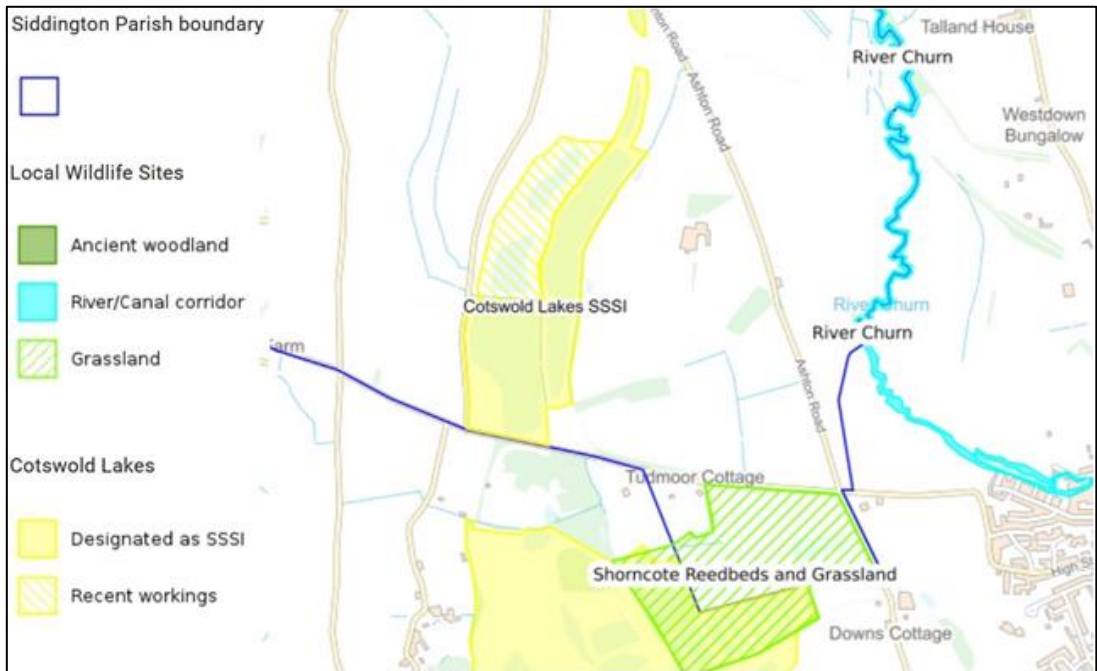 Siddington Parish boundary
Local Wildlife Sites
Ancient woodland
River/Canal corridor
Grassland
Cotswold Lakes
Designated as SSSI
Recent workings
Ashton Road
Ashton Road
Talland House
River Churn
Westdown
Bungalow
Cotswold Lakes SSSI
River Churn
River Churn
Ashton Road
Tudmoor Cottage
Shorncote Reedbeds and Grassland
High St
Downs Cottage